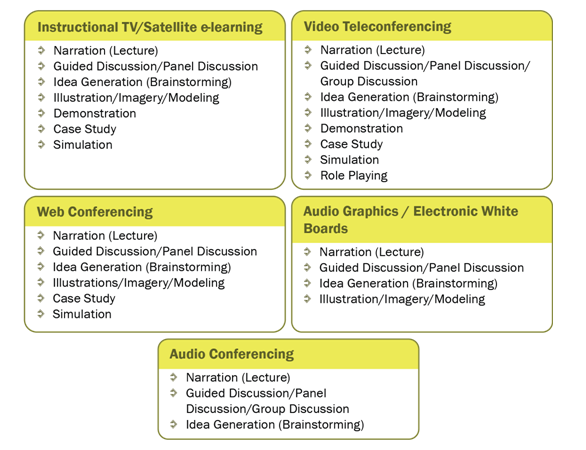 Instructional TV/Satellite e-learning
Narration (Lecture)
Guided Discussion/Panel Discussion
Idea Generation (Brainstorming)
Illustration/Imagery/Modeling
Demonstration
Case Study
Simulation
Video Teleconferencing
Narration (Lecture)
Guided Discussion/Panel Discussion/
Group Discussion
Idea Generation (Brainstorming)
Illustration/Imagery/Modeling
Demonstration
Case Study
Simulation
Role Playing
Web Conferencing
Narration (Lecture)
Guided Discussion/Panel Discussion
Idea Generation (Brainstorming)
Illustrations/Imagery/Modeling
Case Study
Simulation
Audio Graphics / Electronic White
Boards
Narration (Lecture)
Guided Discussion/Panel Discussion
Idea Generation (Brainstorming)
Illustration/Imagery/Modeling
Audio Conferencing
Narration (Lecture)
Guided Discussion/Panel
Discussion/Group Discussion
Idea Generation (Brainstorming)